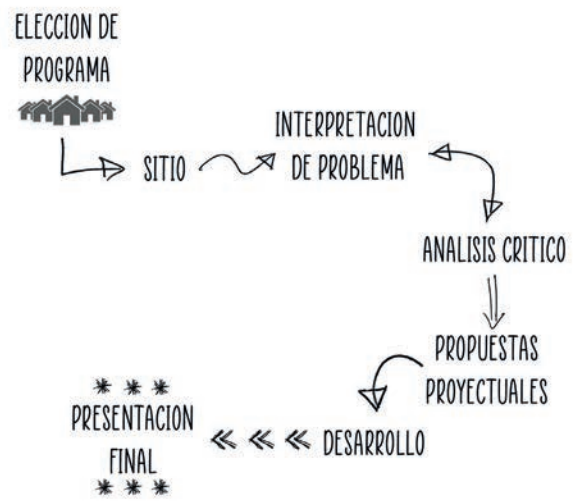 ELECCION DE
PROGRAMA
SITIO
INTERPRETACION
DE PROBLEMA
ANALISIS CRITICO
PROPUESTAS
PROYECTUALES
DESARROLLO
PRESENTACION
FINAL